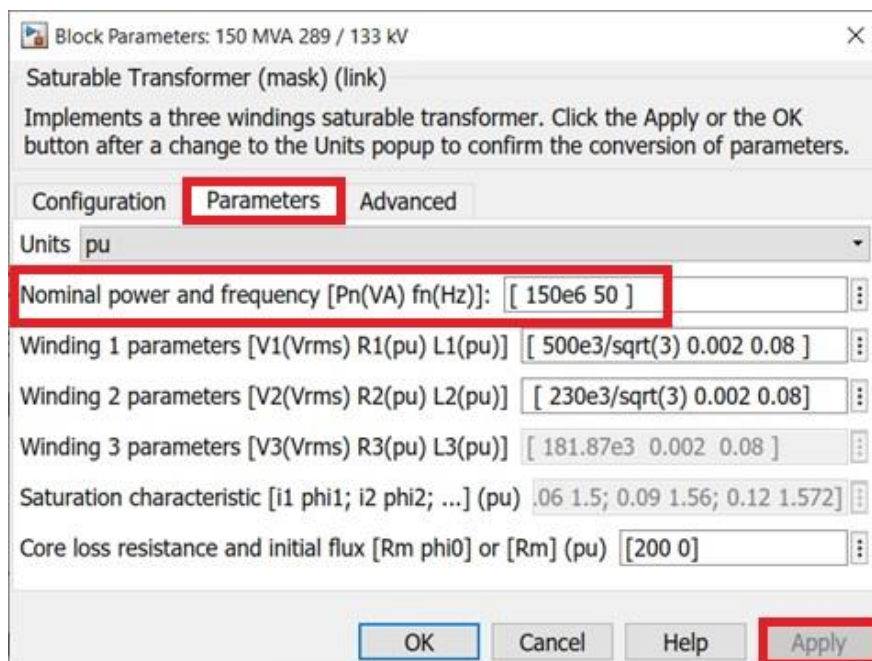 Block Parameters: 150 MVA 289 / 133 kV
Saturable Transformer (mask) (link)
Implements a three windings saturable transformer. Click the Apply or the OK
button after a change to the Units popup to confirm the conversion of parameters.
Configuration Parameters Advanced
Units pu
Nominal power and frequency [Pn(VA) fn(Hz)]: [ 150e6 50 ]
Winding 1 parameters [V1(Vrms) R1(pu) L1(pu)] [ 500e3/sqrt(3) 0.002 0.08 ]
Winding 2 parameters [V2(Vrms) R2(pu) L2(pu)] [ 230e3/sqrt(3) 0.002 0.08]
Winding 3 parameters [V3(Vrms) R3(pu) L3(pu)] [ 181.87e3 0.002 0.08 ]
Saturation characteristic [i1 phi1; i2 phi2; ...] (pu) .06 1.5; 0.09 1.56; 0.12 1.572]
Core loss resistance and initial flux [Rm phi0] or [Rm] (pu) [200 0]
OK Cancel Help Apply